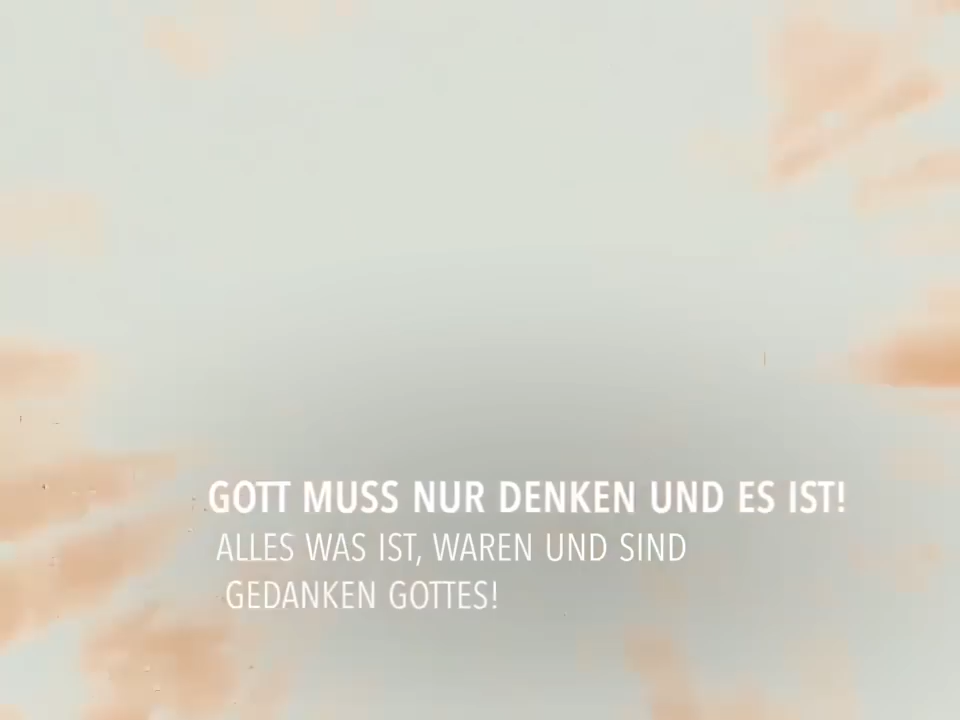 GOTT MUSS NUR DENKEN UND ES IST!
ALLES WAS IST, WAREN UND SIND
GEDANKEN GOTTES!